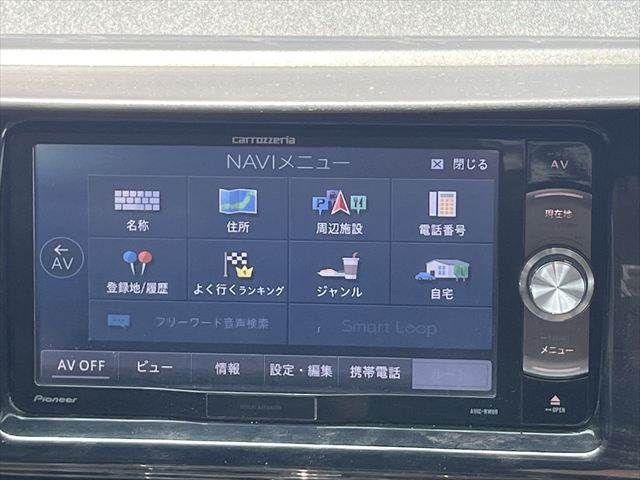 carrozzeria
NAVIメニュー
閉じる
AV
名称 住所 周辺施設 電話番号
現在地
AV
登録地/履歴 よく行くランキング ジャンル 自宅
フリーワード音声検索 Smart Loop
メニュー
AV OFF ビュー 情報 設定・編集 携帯電話
Pioneer
OPEN